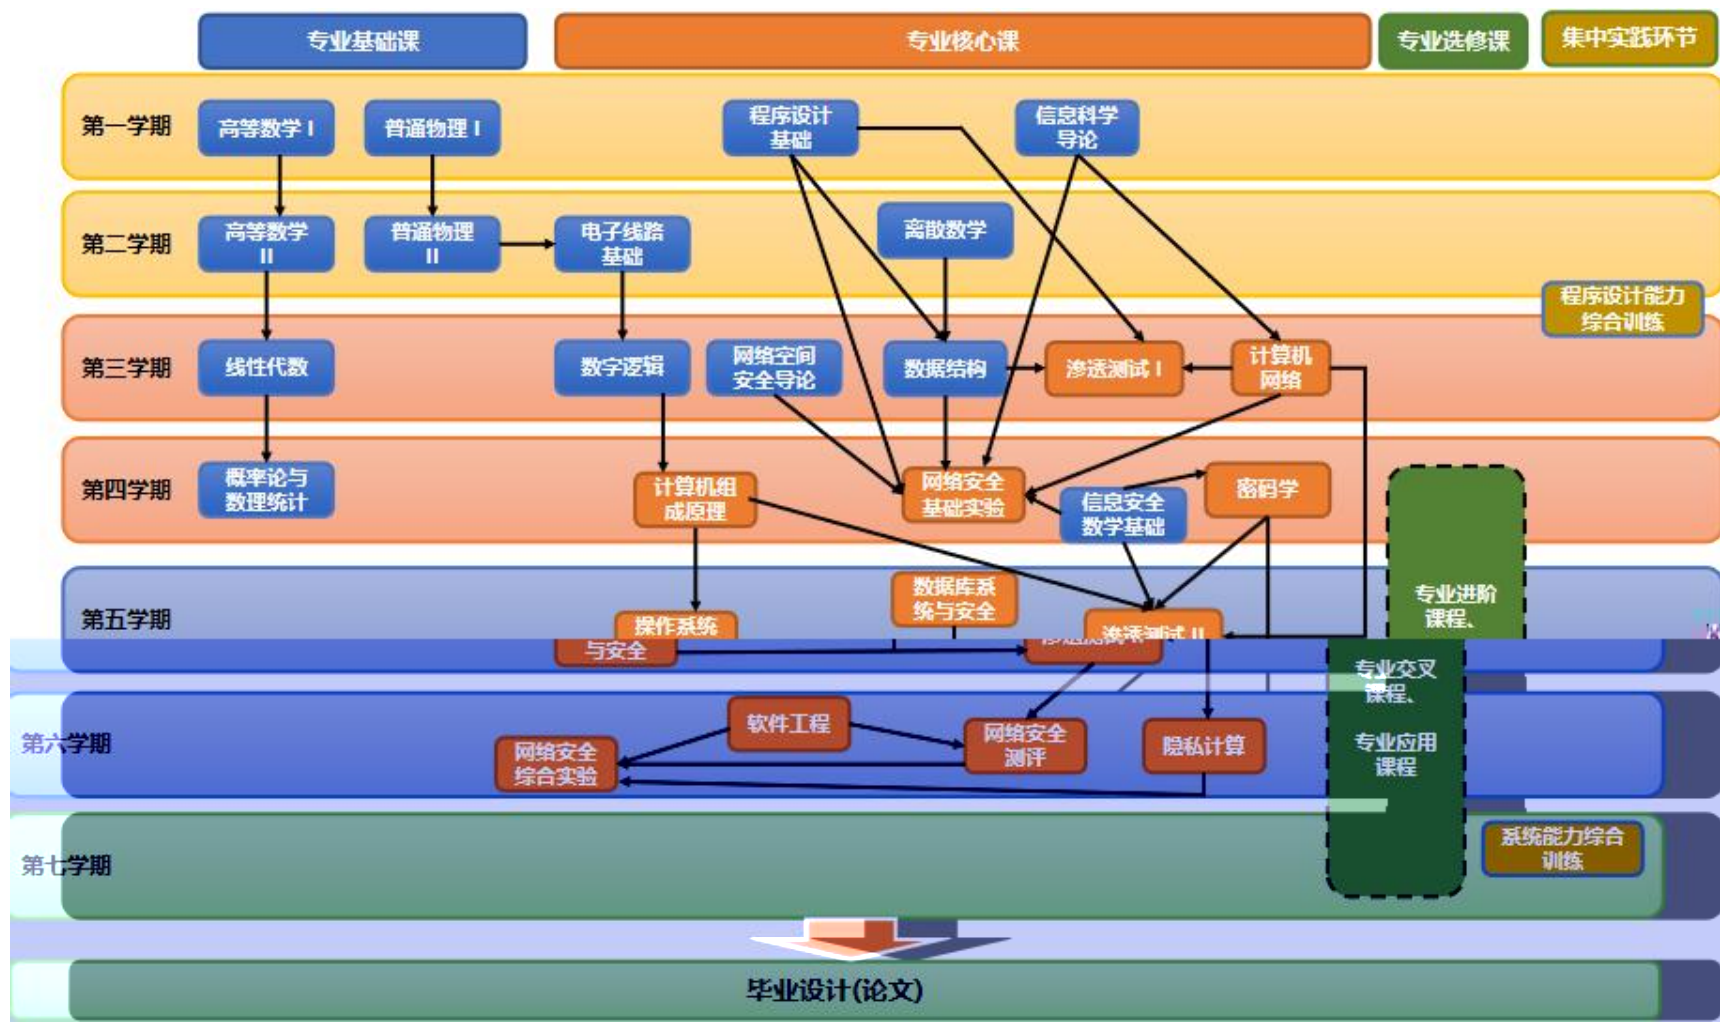 专业基础课
专业核心课
专业选修课
集中实践环节
第一学期
高等数学 I
普通物理 I
程序设计
基础
信息科学
导论
第二学期
高等数学
II
普通物理
II
电子线路
基础
离散数学
程序设计能力
综合训练
第三学期
线性代数
数字逻辑
网络空间
安全导论
数据结构
渗透测试 I
计算机
网络
第四学期
概率论与
数理统计
计算机组
成原理
网络安全
基础实验
信息安全
数学基础
密码学
第五学期
操作系统
与安全
数据库系
统与安全
渗透测试 II
专业进阶
课程、
专业交叉
课程、
专业应用
课程
第六学期
网络安全
综合实验
软件工程
网络安全
测评
隐私计算
第七学期
系统能力综合
训练
毕业设计(论文)